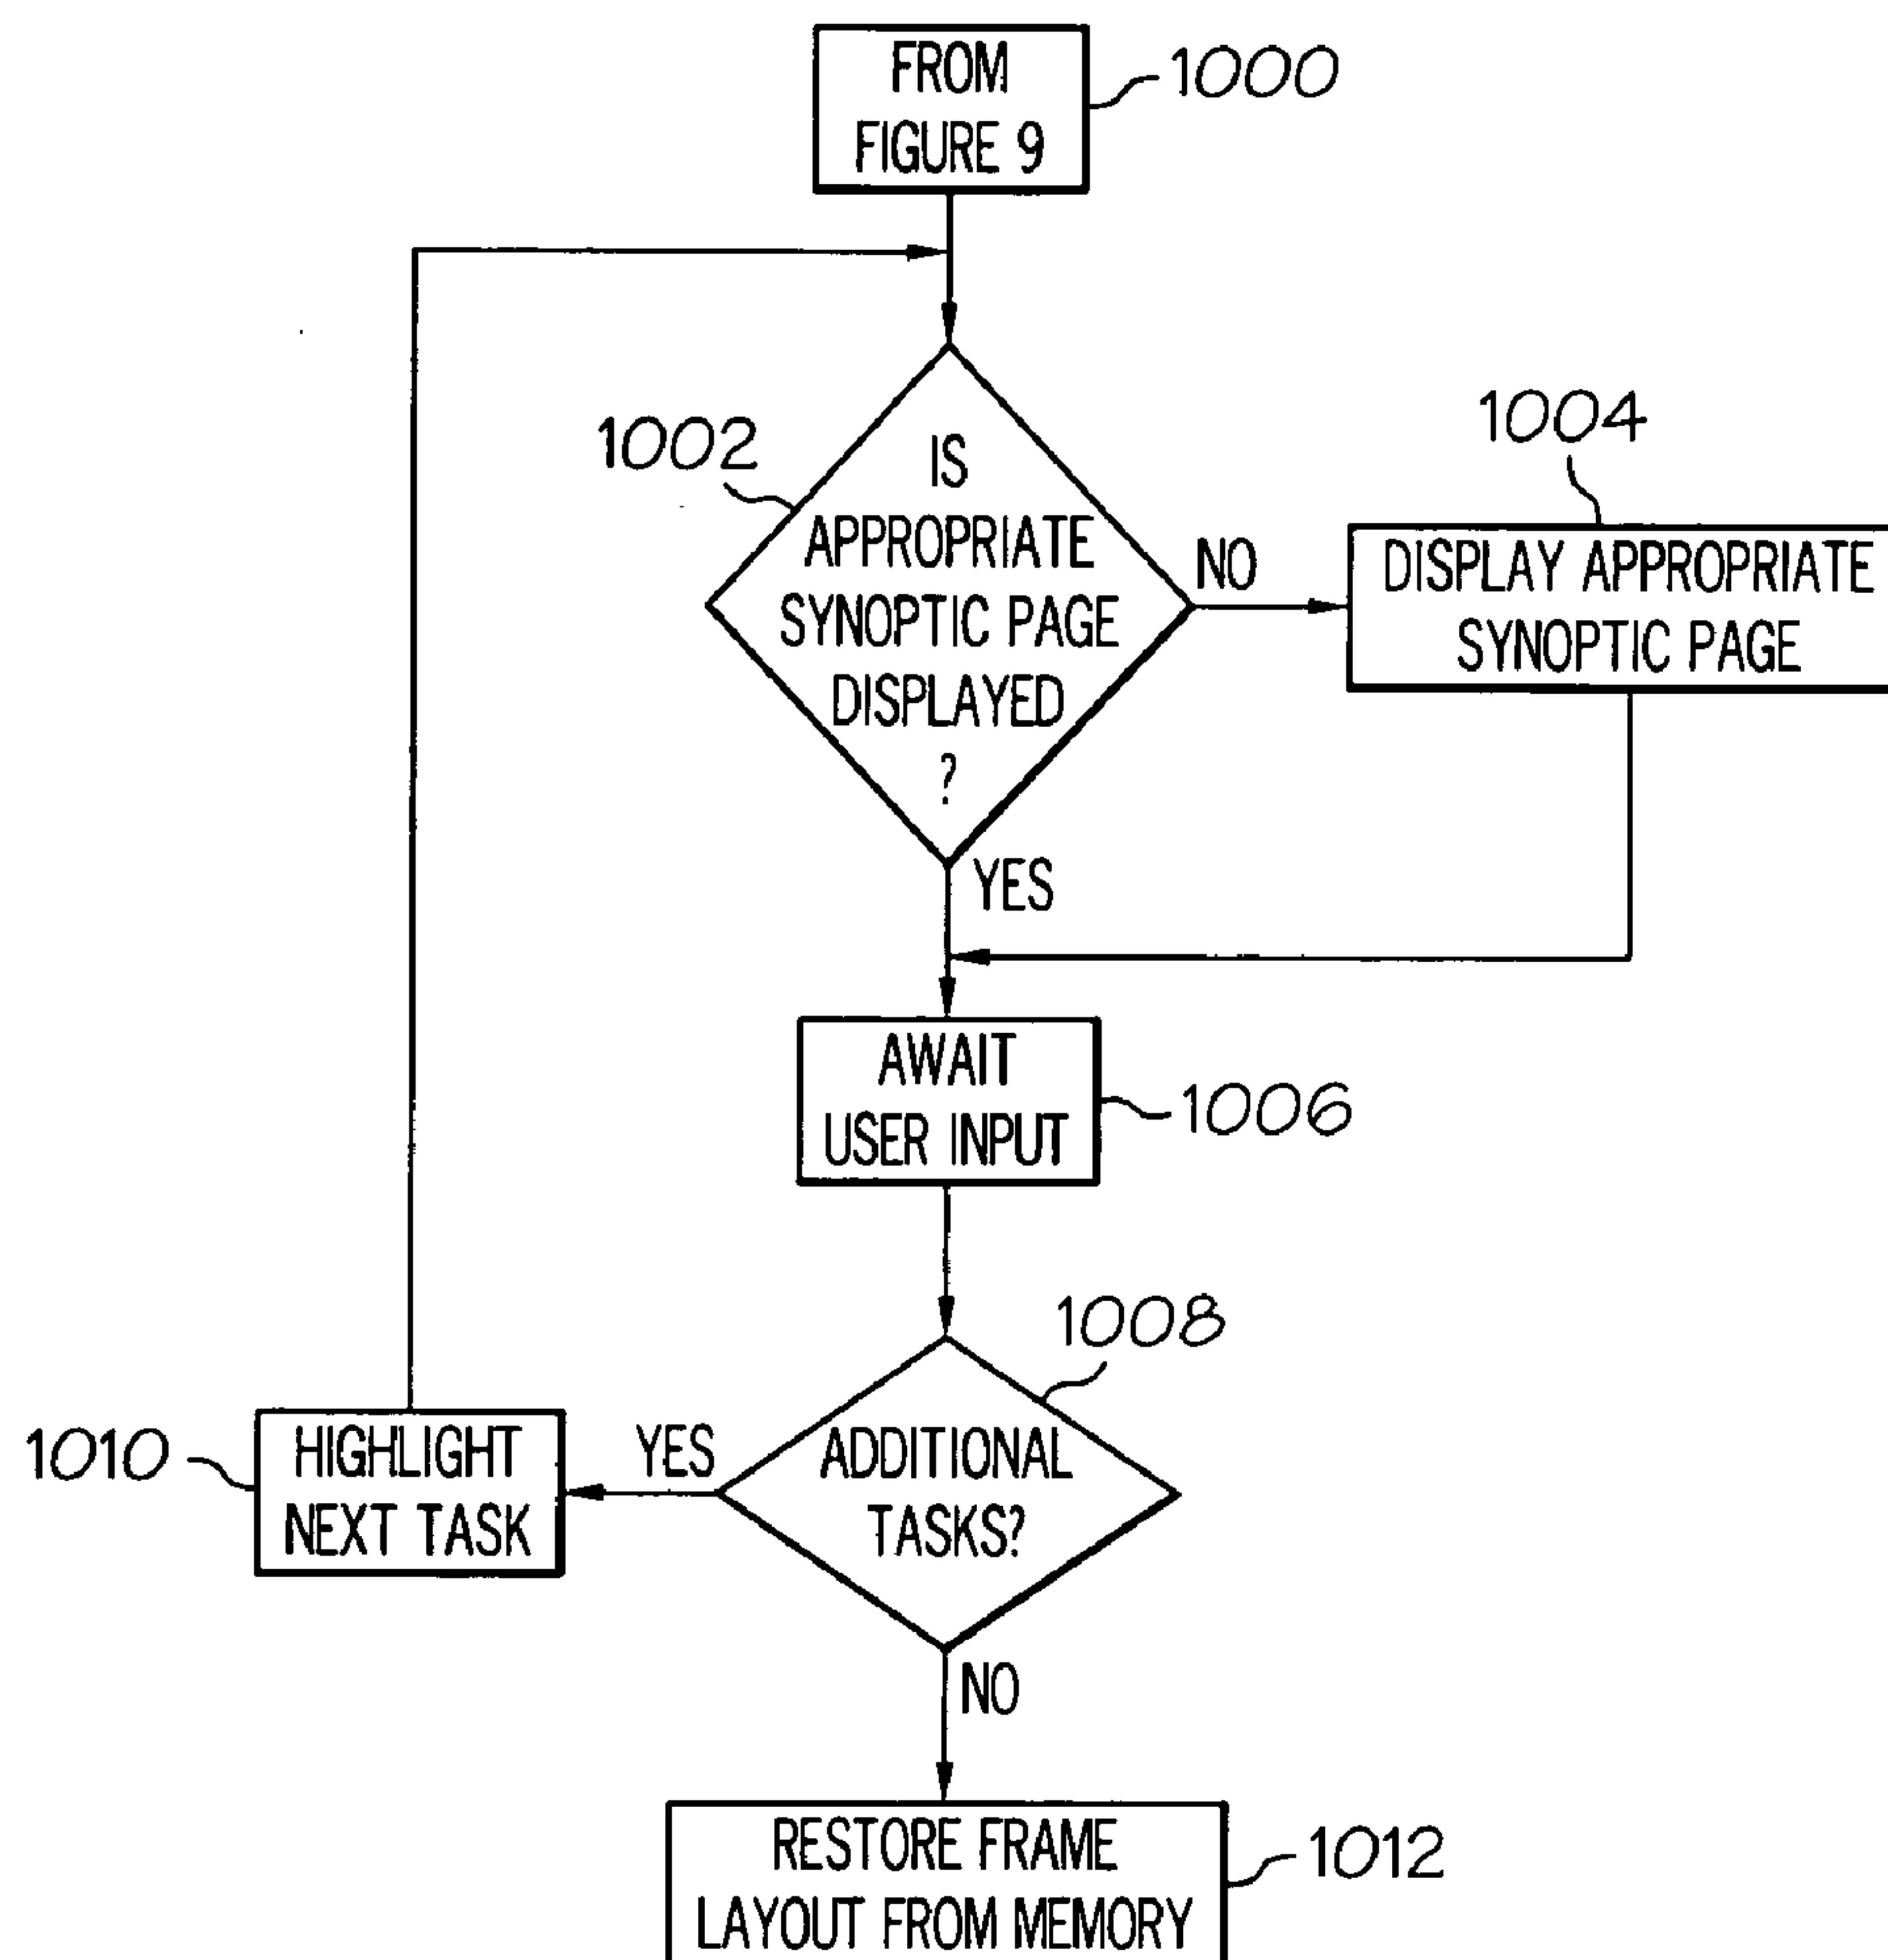 FROM
FIGURE 9
1000
1002
IS
APPROPRIATE
SYNOPTIC PAGE
DISPLAYED
?
NO
1004
DISPLAY APPROPRIATE
SYNOPTIC PAGE
YES
AWAIT
USER INPUT
1006
1008
ADDITIONAL
TASKS?
YES
1010
HIGHLIGHT
NEXT TASK
NO
RESTORE FRAME
LAYOUT FROM MEMORY
1012